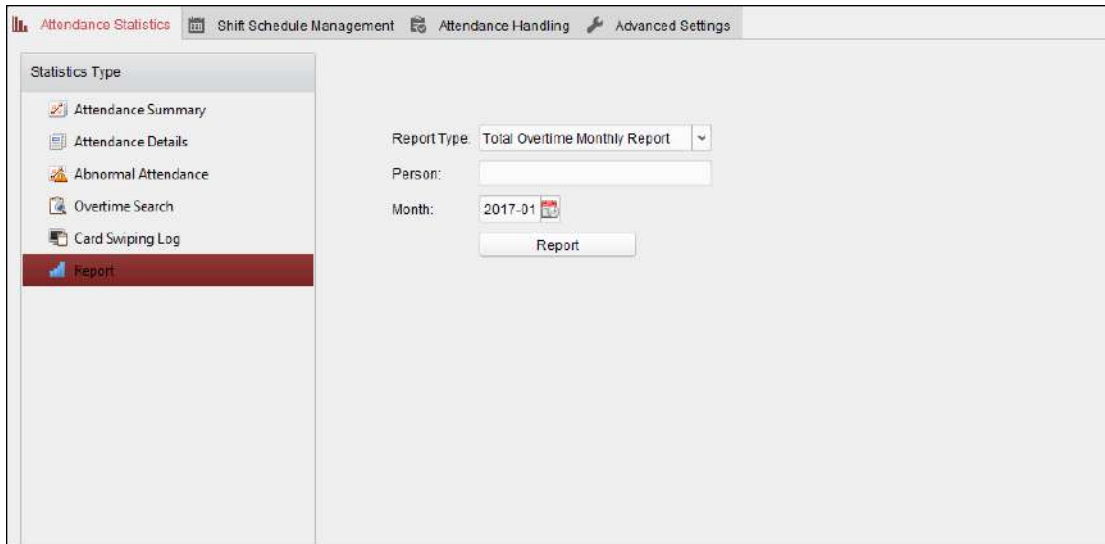 Attendance Statistics Shift Schedule Management Attendance Handling Advanced Settings
Statistics Type
Attendance Summary
Attendance Details
Abnormal Attendance
Overtime Search
Card Swiping Log
Report
Report Type: Total Overtime Monthly Report
Person:
Month: 2017-01
Report